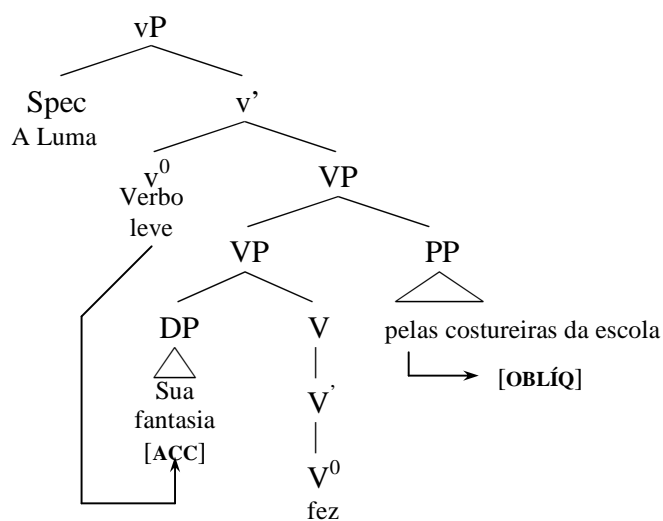 vP
Spec v'
A Luma
v⁰ VP
Verbo
leve
VP PP
DP V pelas costureiras da escola
[OBLÍQ]
Sua V'
fantasia
[ACC]
V⁰
fez